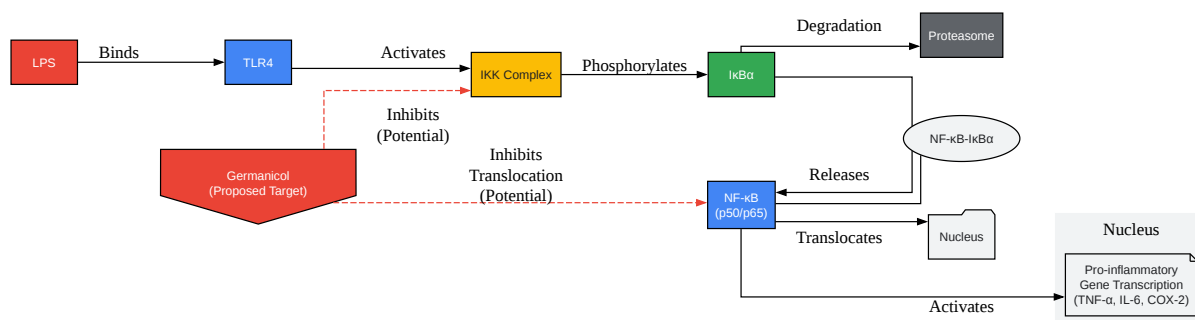 Degradation
Proteasome
Binds
Activates
LPS
TLR4
IKK Complex
Phosphorylates
IκBα
Inhibits
(Potential)
NF-κB-IκBα
Inhibits
Translocation
(Potential)
Germanicol
(Proposed Target)
Releases
NF-κB
(p50/p65)
Translocates
Nucleus
Nucleus
Pro-inflammatory
Gene Transcription
(TNF-α, IL-6, COX-2)
Activates